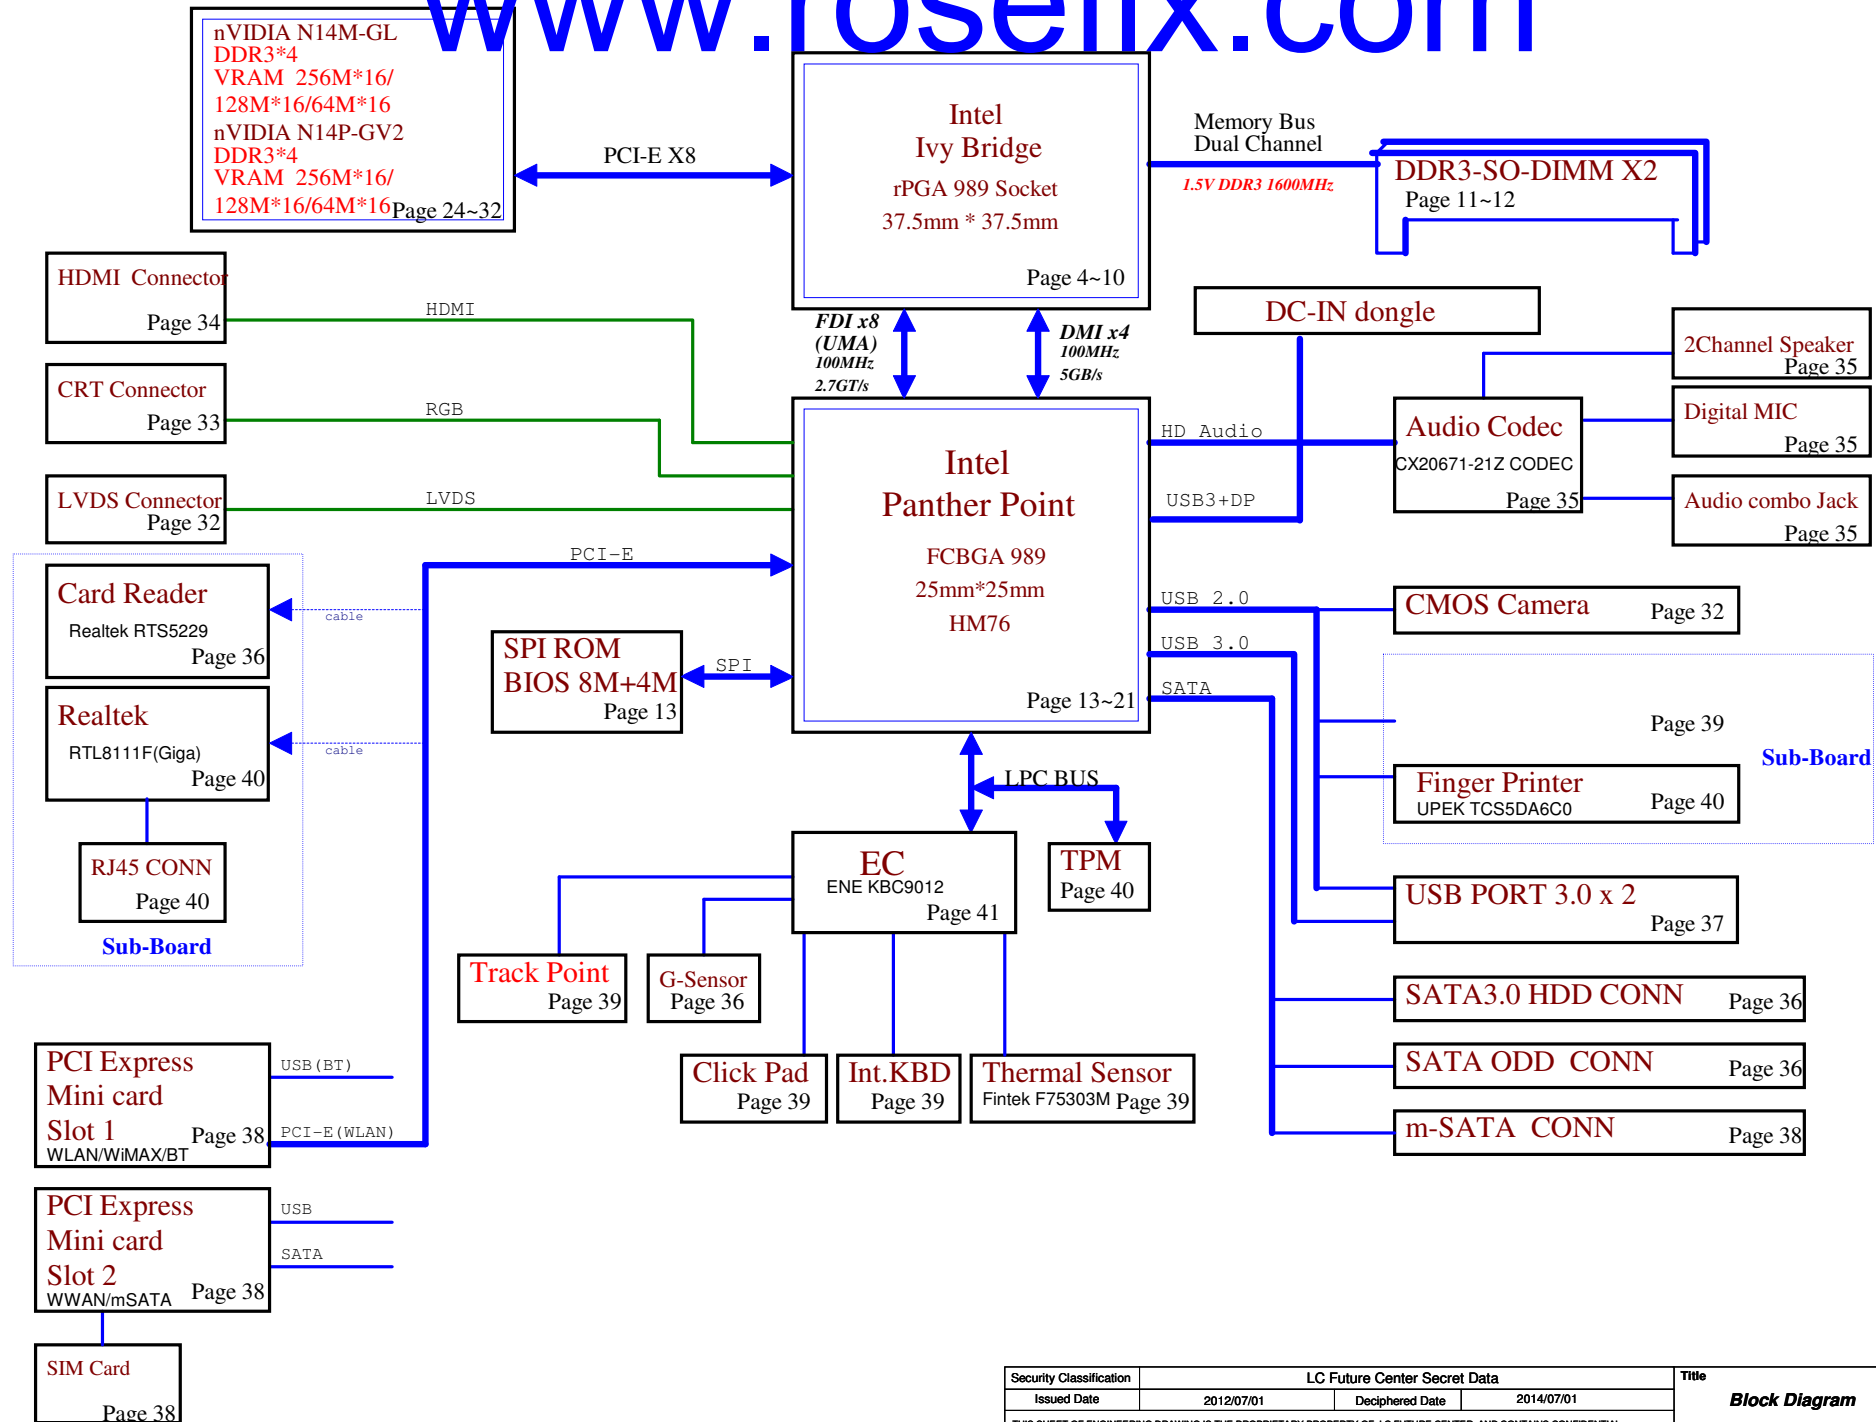 www.rosefix.com
nVIDIA N14M-GL
DDR3*4
VRAM 256M*16/
128M*16/64M*16
nVIDIA N14P-GV2
DDR3*4
VRAM 256M*16/
128M*16/64M*16
Page 24~32
PCI-E X8
Intel
Ivy Bridge
rPGA 989 Socket
37.5mm * 37.5mm
Page 4~10
Memory Bus
Dual Channel
1.5V DDR3 1600MHz
DDR3-SO-DIMM X2
Page 11~12
HDMI Connector
Page 34
HDMI
FDI x8
(UMA)
100MHz
2.7GT/s
DMI x4
100MHz
5GB/s
DC-IN dongle
2Channel Speaker
Page 35
CRT Connector
Page 33
RGB
HD Audio
Audio Codec
CX20671-21Z CODEC
Page 35
Digital MIC
Page 35
LVDS Connector
Page 32
LVDS
Intel
Panther Point
FCBGA 989
25mm*25mm
HM76
Page 13~21
USB3+DP
Audio combo Jack
Page 35
PCI-E
Card Reader
Realtek RTS5229
Page 36
cable
SPI ROM
BIOS 8M+4M
Page 13
SPI
USB 2.0
CMOS Camera
Page 32
USB 3.0
SATA
Realtek
RTL8111F(Giga)
Page 40
cable
Page 39
Sub-Board
Finger Printer
UPEK TCS5DA6C0
Page 40
LPC BUS
RJ45 CONN
Page 40
Sub-Board
EC
ENE KBC9012
Page 41
TPM
Page 40
USB PORT 3.0 x 2
Page 37
Track Point
Page 39
G-Sensor
Page 36
SATA3.0 HDD CONN
Page 36
PCI Express
Mini card
Slot 1
WLAN/WiMAX/BT
Page 38
USB(BT)
PCI-E(WLAN)
Click Pad
Page 39
Int.KBD
Page 39
Thermal Sensor
Fintek F75303M
Page 39
SATA ODD CONN
Page 36
m-SATA CONN
Page 38
PCI Express
Mini card
Slot 2
WWAN/mSATA
Page 38
USB
SATA
SIM Card
Page 38
Security Classification
LC Future Center Secret Data
Title
Issued Date
2012/07/01
Deciphered Date
2014/07/01
Block Diagram